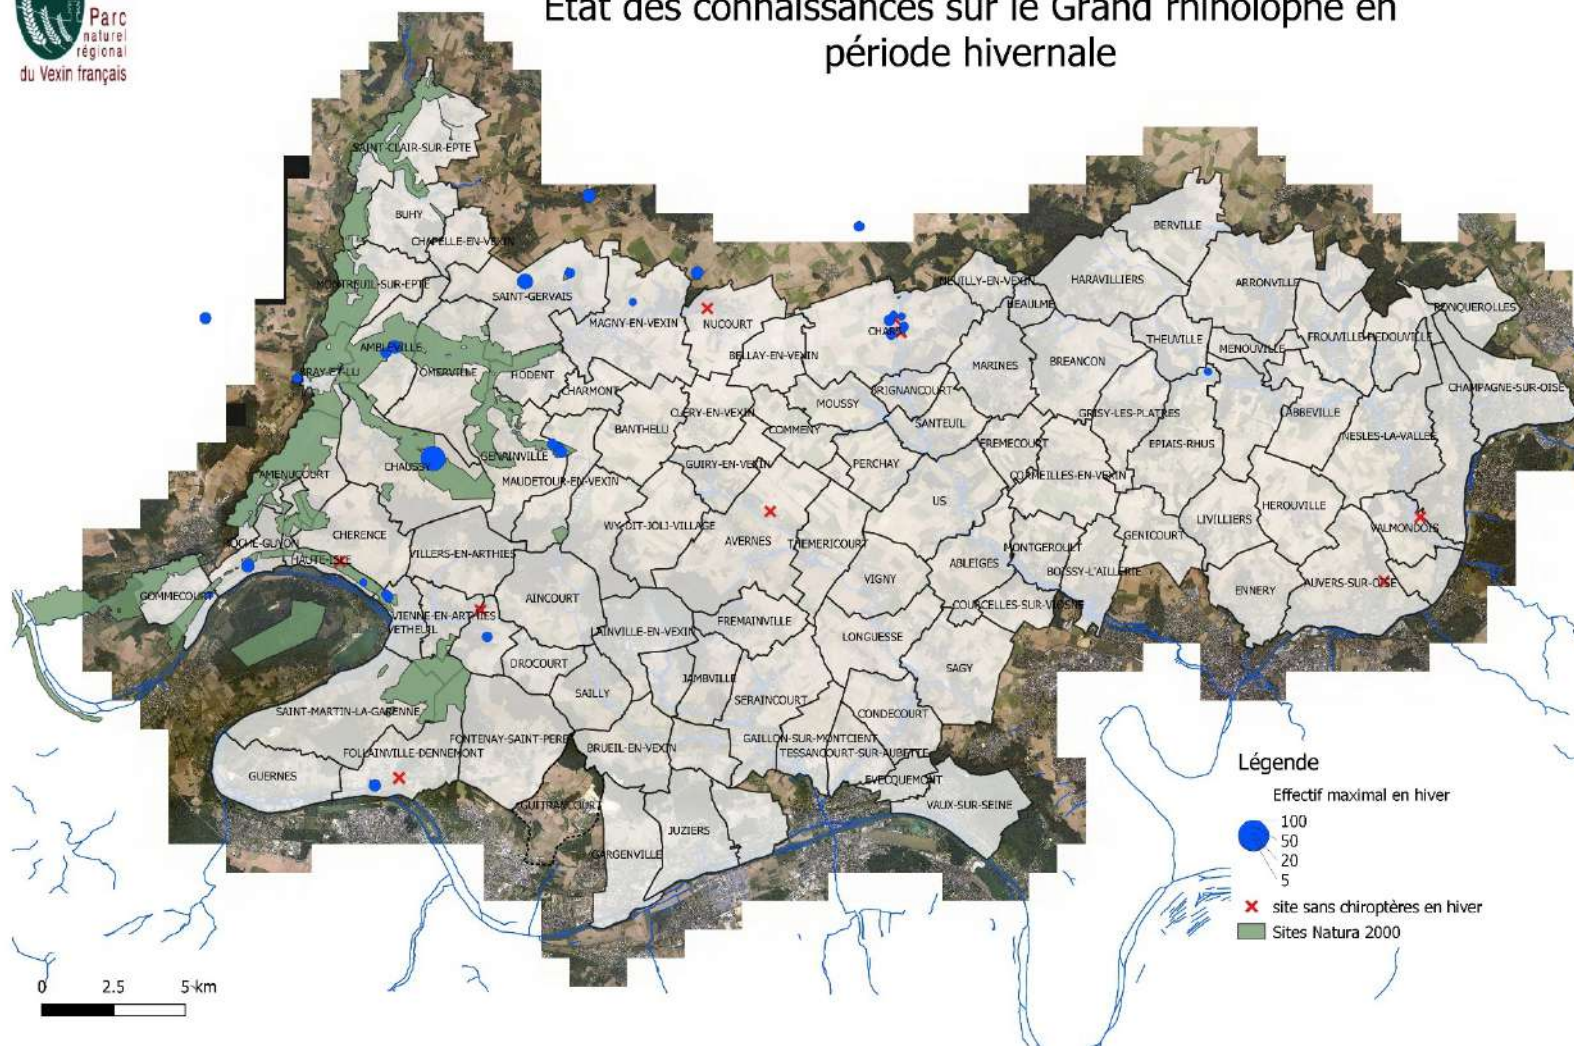 Parc
naturel
régional
du Vexin français
Etat des connaissances sur le Grand rhinolophe en
période hivernale
SAINT-CLAIR-SUR-EPTE
BUHY
CHAPELLE-EN-VEXIN
MONTREUIL-SUR-EPTE
SAINT-GERVAIS
MAGNY-EN-VEXIN
NUCOURT
CHARS
NEUILLY-EN-VEXIN
BEAULME
HARAVILLIERS
BERVILLE
ARRONVILLE
RONQUEROLLES
AMBLEVILLE
BRAY-ET-LU
OMERVILLE
HODENT
CHARMONT
BELLAY-EN-VEXIN
MARINES
BREANCON
THEUVILLE
MENOUVILLE
FROUVILLE
HEDOUVILLE
CHAMPAGNE-SUR-OISE
BANTHELU
CLERY-EN-VEXIN
COMMENY
MOUSSY
BRIGNANCOURT
SANTEUIL
GRISY-LES-PLATRES
LABBEVILLE
NESLES-LA-VALLEE
CHAUSSY
GENAINVILLE
MAUDETOUR-EN-VEXIN
GUIRY-EN-VEXIN
PERCHAY
FREMECOURT
CORMEILLES-EN-VEXIN
EPIAIS-RHUS
AMENUCOURT
CHERENCE
ROCHE-GUYON
HAUTE-ISLE
VILLERS-EN-ARTHIES
WY-DIT-JOLI-VILLAGE
AVERNES
THEMERICOURT
US
LIVILLIERS
HEROUVILLE
VALMONDOIS
GENICOURT
MONTGEROULT
BOISSY-L'AILLERIE
ABLEIGES
VIGNY
ENNERY
AUVERS-SUR-OISE
GOMMECOURT
VIENNE-EN-ARTHIES
VETHEUIL
AINCOURT
LAINVILLE-EN-VEXIN
FREMAINVILLE
LONGUESSE
COURCELLES-SUR-VIOSNE
SAGY
DROCOURT
SAILLY
JAMBVILLE
SERAINCOURT
CONDECOURT
SAINT-MARTIN-LA-GARENNE
FOLLAINVILLE-DENNEMONT
FONTENAY-SAINT-PERE
BRUEIL-EN-VEXIN
GAILLON-SUR-MONTCIENT
TESSANCOURT-SUR-AUBETTE
EVECQUEMONT
VAUX-SUR-SEINE
GUERNES
GUITRANCOURT
GARGENVILLE
JUZIERS
Légende
Effectif maximal en hiver
100
50
20
5
site sans chiroptères en hiver
Sites Natura 2000
0 2.5 5 km